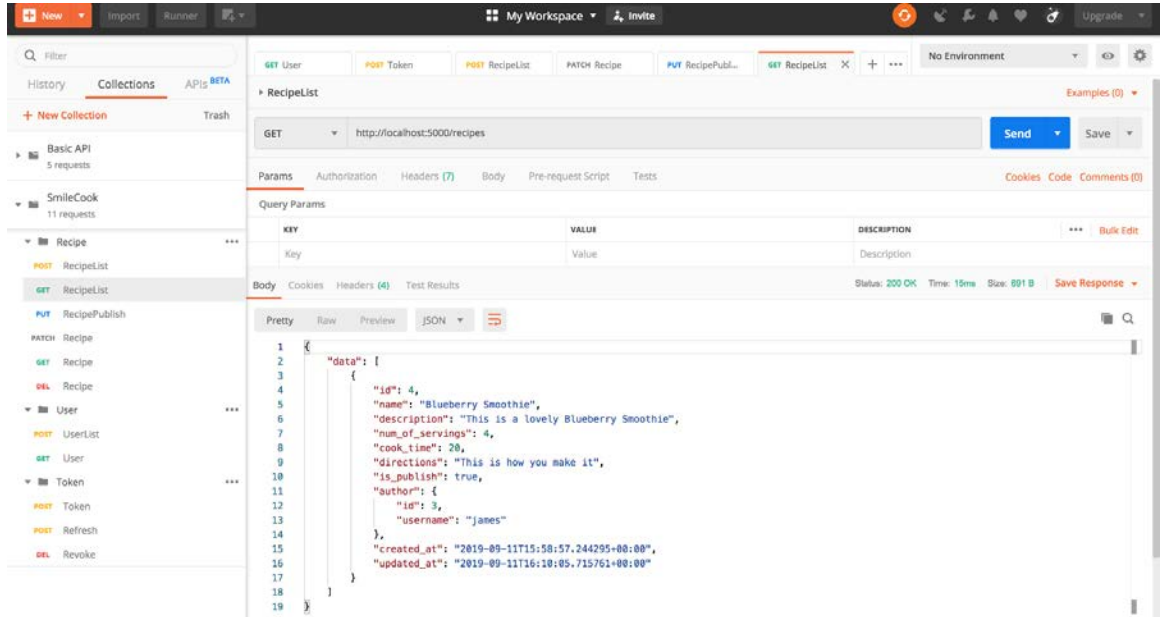 New Import Runner My Workspace Invite Upgrade
Filter
History Collections APIs BETA
+ New Collection Trash
Basic API
5 requests
SmileCook
11 requests
Recipe
POST RecipeList
GET RecipeList
PUT RecipePublish
PATCH Recipe
GET Recipe
DEL Recipe
User
POST UserList
GET User
Token
POST Token
POST Refresh
DEL Revoke
GET User POST Token POST RecipeList PATCH Recipe PUT RecipePubl... GET RecipeList X + ... No Environment
RecipeList Examples (0)
GET http://localhost:5000/recipes Send Save
Params Authorization Headers (7) Body Pre-request Script Tests Cookies Code Comments (0)
Query Params
KEY VALUE DESCRIPTION ... Bulk Edit
Key Value Description
Body Cookies Headers (4) Test Results Status: 200 OK Time: 15ms Size: 691 B Save Response
Pretty Raw Preview JSON
1 {
2 "data": [
3 {
4 "id": 4,
5 "name": "Blueberry Smoothie",
6 "description": "This is a lovely Blueberry Smoothie",
7 "num_of_servings": 4,
8 "cook_time": 20,
9 "directions": "This is how you make it",
10 "is_publish": true,
11 "author": {
12 "id": 3,
13 "username": "james"
14 },
15 "created_at": "2019-09-11T15:58:57.244295+00:00",
16 "updated_at": "2019-09-11T16:10:05.715761+00:00"
17 }
18 ]
19 }